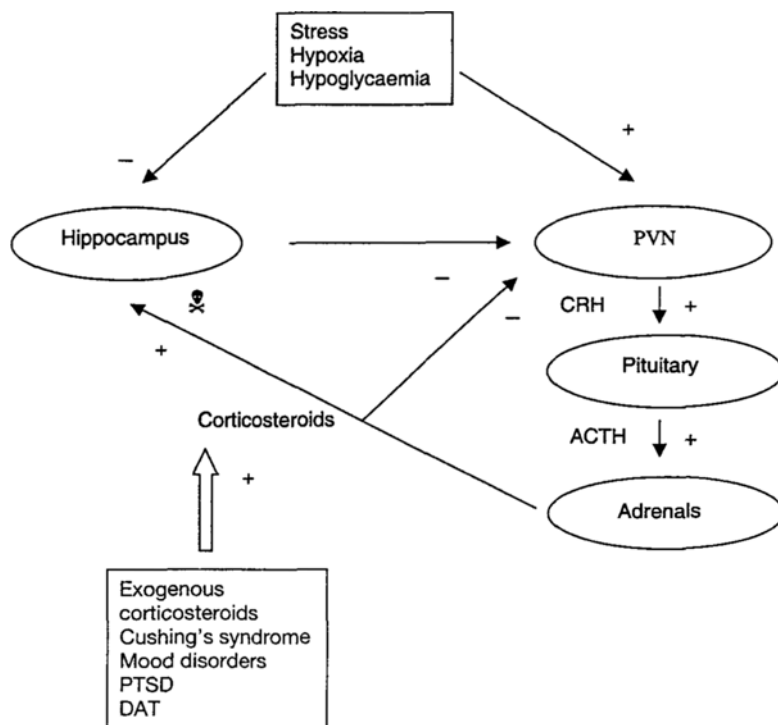 Stress
Hypoxia
Hypoglycaemia
+
−
Hippocampus
PVN
−
−
CRH +
+
Pituitary
Corticosteroids
ACTH +
+
Adrenals
Exogenous
corticosteroids
Cushing's syndrome
Mood disorders
PTSD
DAT